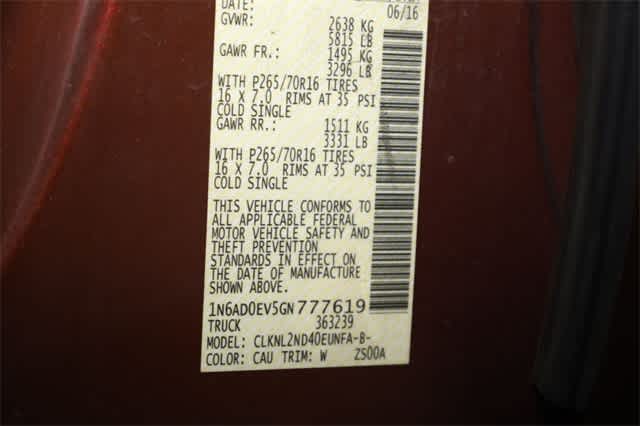 DATE: 06/16
GVWR: 2638 KG
5815 LB
GAWR FR.: 1495 KG
3296 LB
WITH P265/70R16 TIRES
16 X 7.0 RIMS AT 35 PSI
COLD SINGLE
GAWR RR.: 1511 KG
3331 LB
WITH P265/70R16 TIRES
16 X 7.0 RIMS AT 35 PSI
COLD SINGLE
THIS VEHICLE CONFORMS TO
ALL APPLICABLE FEDERAL
MOTOR VEHICLE SAFETY AND
THEFT PREVENTION
STANDARDS IN EFFECT ON
THE DATE OF MANUFACTURE
SHOWN ABOVE.
1N6AD0EV5GN777619
TRUCK 363239
MODEL: CLKNL2ND40EUNFA-B-
COLOR: CAU TRIM: W 2S00A